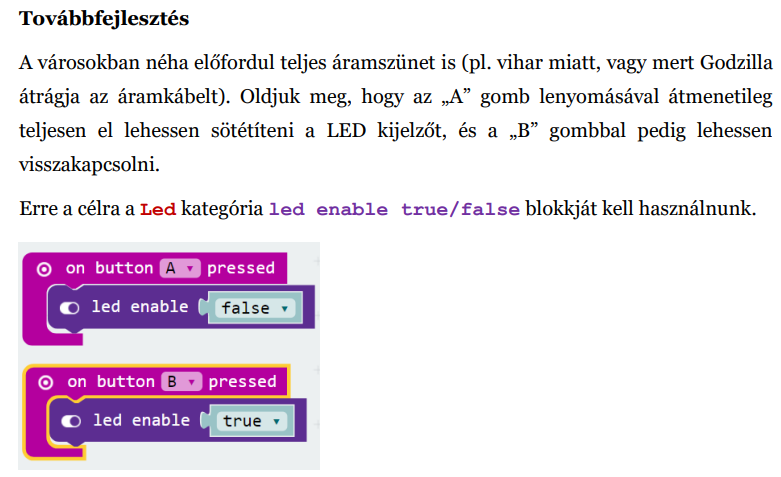 Továbbfejlesztés
A városokban néha előfordul teljes áramszünet is (pl. vihar miatt, vagy mert Godzilla
átrágja az áramkábelt). Oldjuk meg, hogy az „A” gomb lenyomásával átmenetileg
teljesen el lehessen sötétíteni a LED kijelzőt, és a „B” gombbal pedig lehessen
visszakapcsolni.
Erre a célra a Led kategória led enable true/false blokkját kell használnunk.
on button A pressed
led enable false
on button B pressed
led enable true